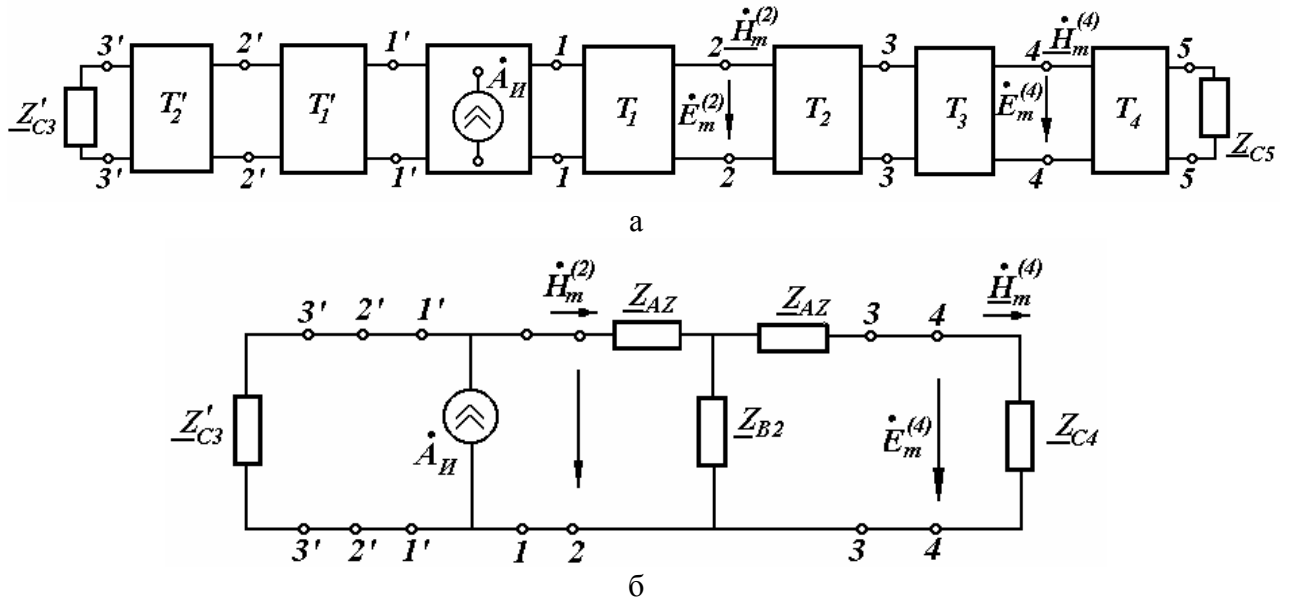 3' 2' 1' 1 2 Ḣm(2) 3 4 Ḣm(4) 5
Z'C3 T'2 T'1 ȦИ T1 Ėm(2) T2 T3 Ėm(4) T4 ZC5
3' 2' 1' 1 2 3 4 5
а
Ḣm(2) ZAZ ZAZ Ḣm(4)
3' 2' 1' 3 4
Z'C3 ȦИ ZB2 Ėm(4) ZC4
3' 2' 1' 1 2 3 4
б